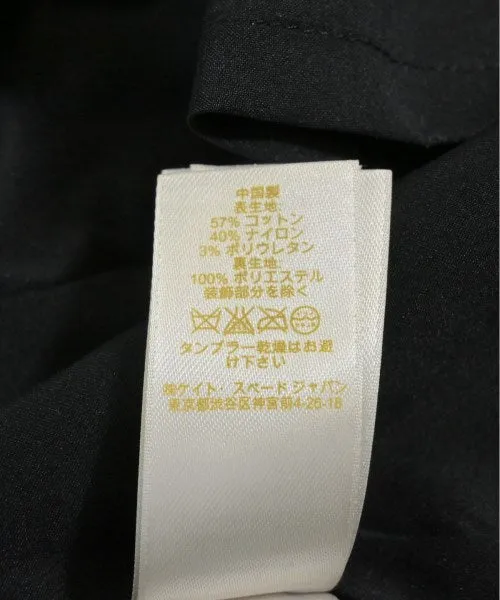 中国製
表生地:
57% コットン
40% ナイロン
3% ポリウレタン
裏生地:
100% ポリエステル
装飾部分を除く
タンブラー乾燥はお避
け下さい
㈱ケイト・スペード ジャパン
東京都渋谷区神宮前4-26-18